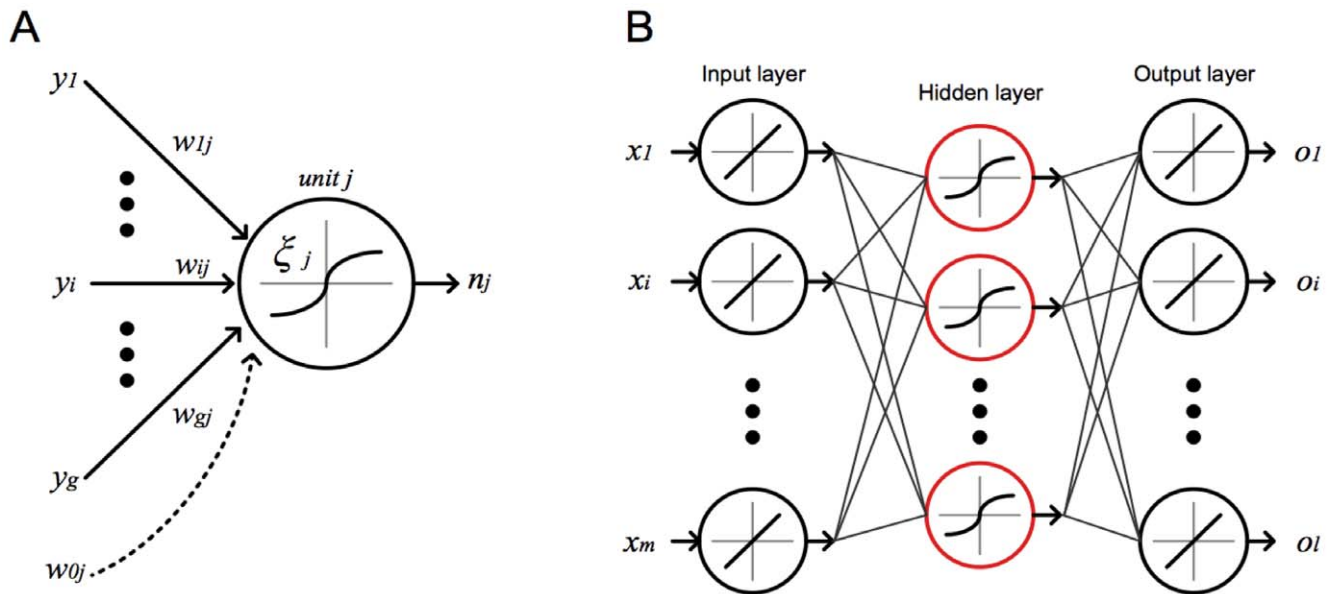 A
y1
w1j
unit j
ξj
yi
wij
nj
yg
wgj
w0j
B
Input layer
Hidden layer
Output layer
x1
o1
xi
oi
xm
ol